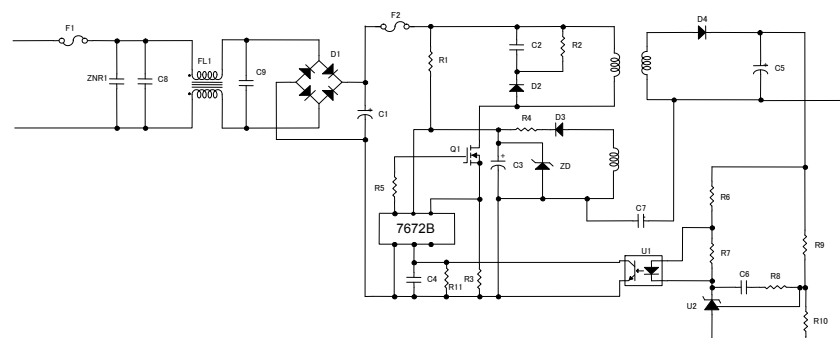 F1
F2
D4
FL1
D1
C2
R2
ZNR1
C8
C9
R1
C5
D2
C1
R4
D3
Q1
C3
ZD
R5
R6
C7
7672B
U1
R7
R9
C4
R11
R3
C6
R8
U2
R10